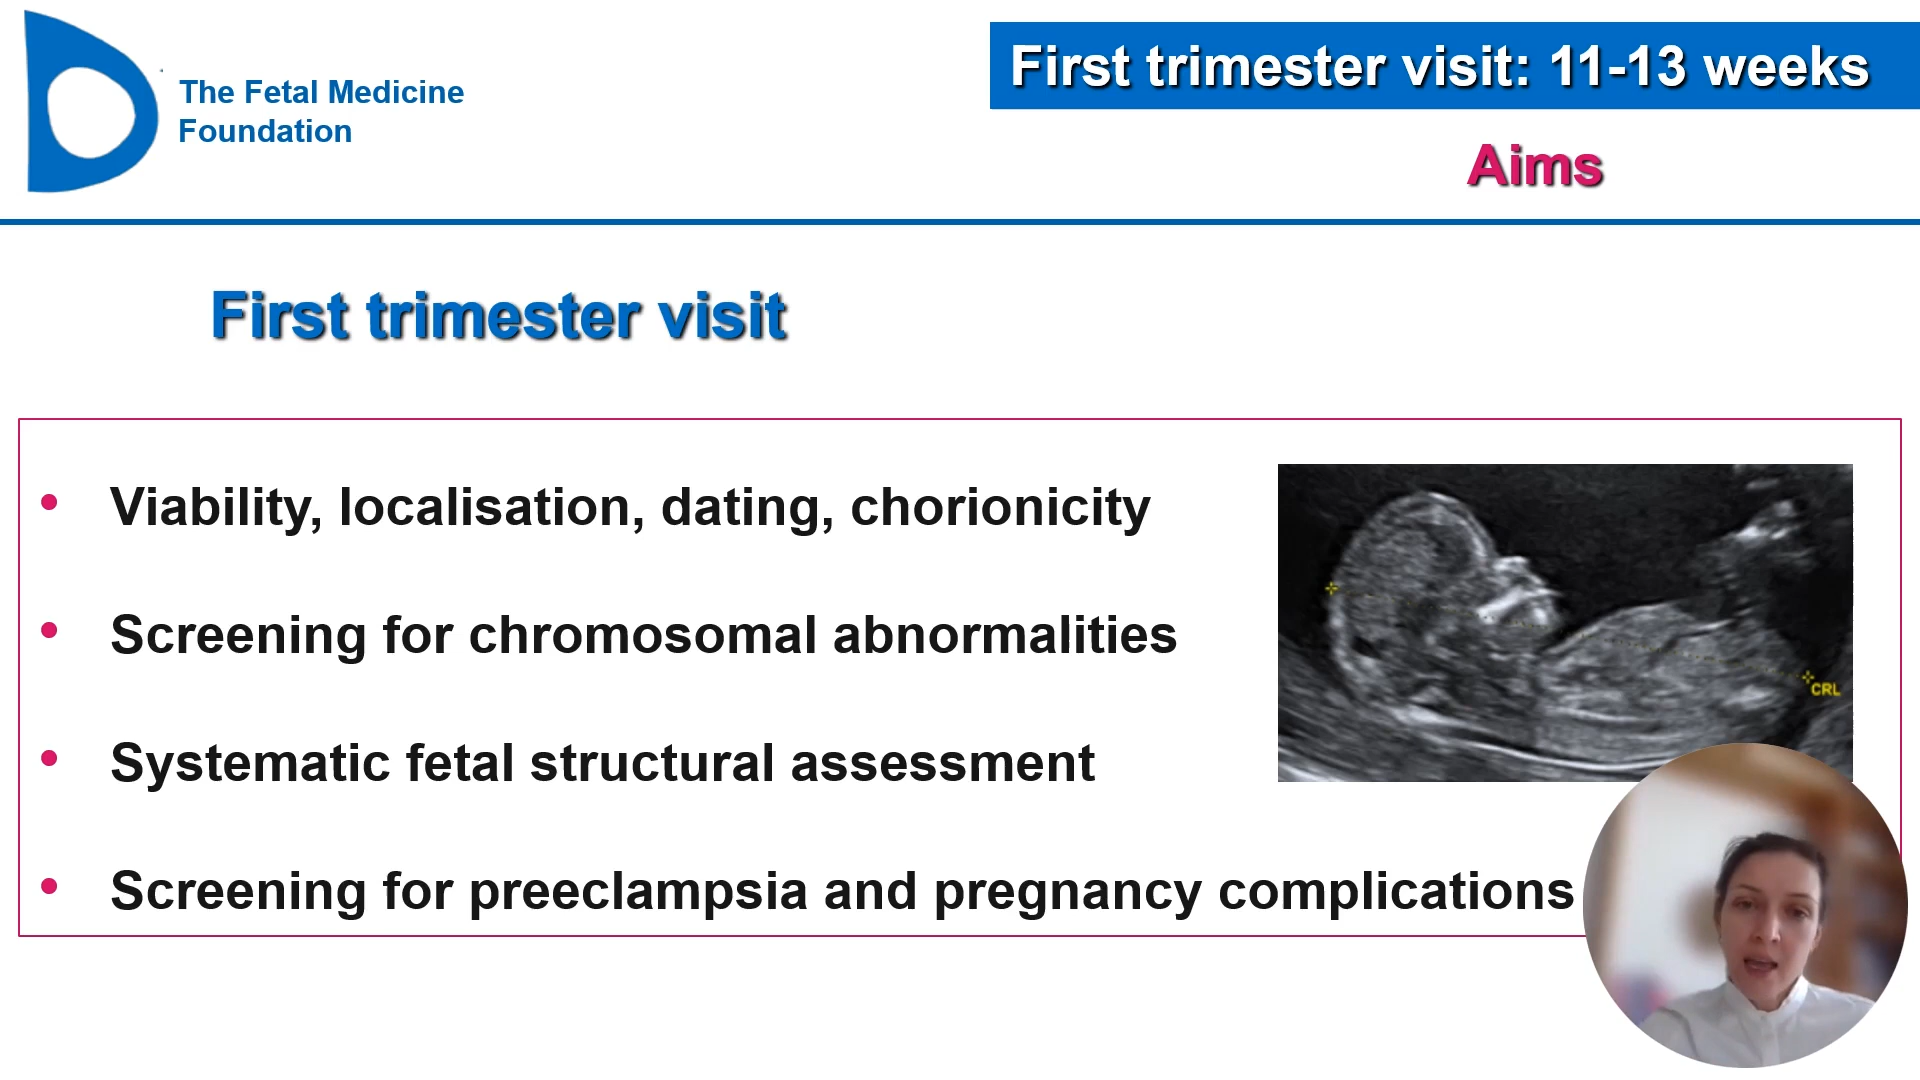 The Fetal Medicine
Foundation
First trimester visit: 11-13 weeks
Aims
First trimester visit
• Viability, localisation, dating, chorionicity
• Screening for chromosomal abnormalities
• Systematic fetal structural assessment
• Screening for preeclampsia and pregnancy complications
CRL